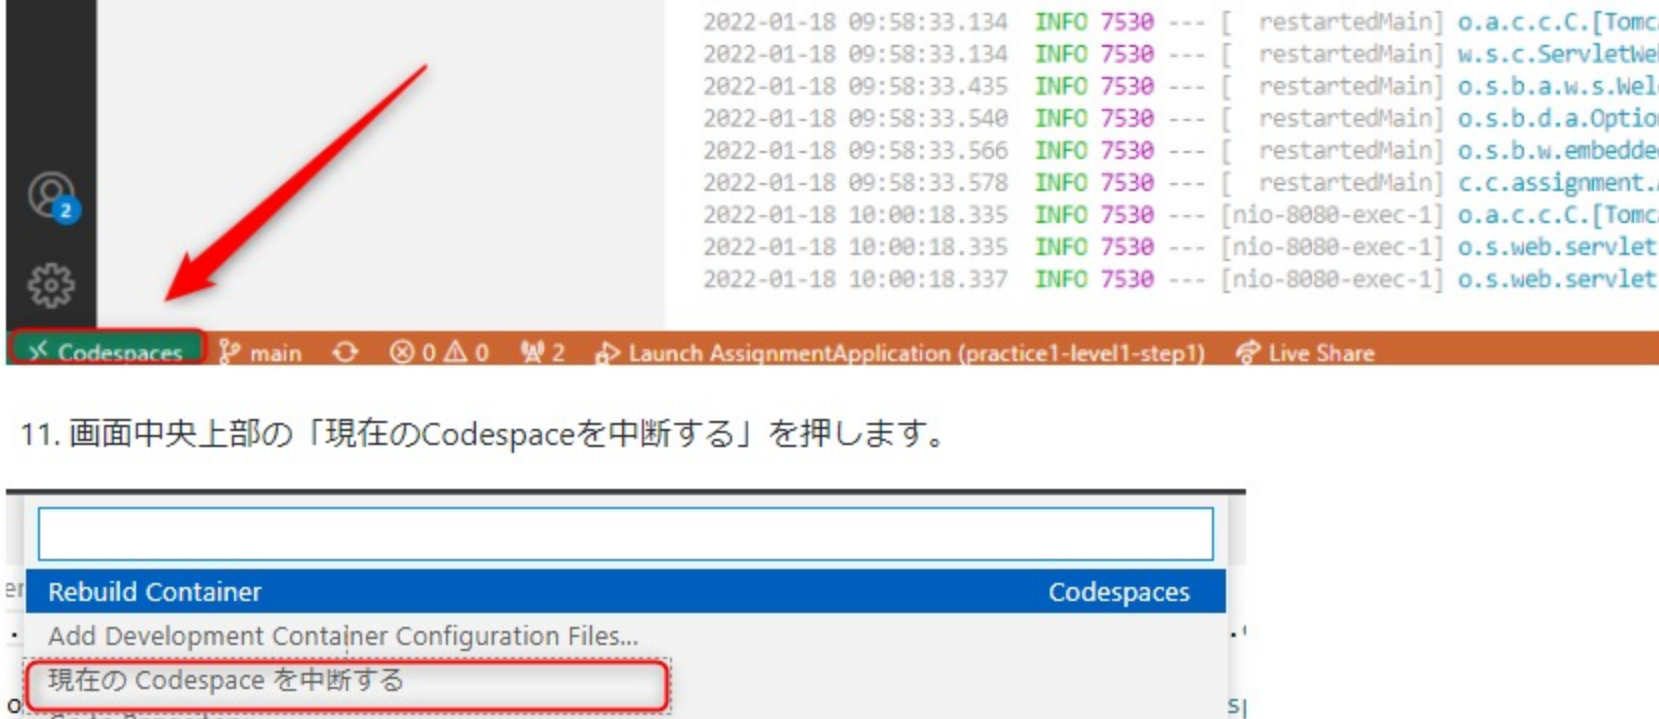 2022-01-18 09:58:33.134 INFO 7530 --- [ restartedMain] o.a.c.c.C.[Tomc
2022-01-18 09:58:33.134 INFO 7530 --- [ restartedMain] w.s.c.ServletWe
2022-01-18 09:58:33.435 INFO 7530 --- [ restartedMain] o.s.b.a.w.s.Wel
2022-01-18 09:58:33.540 INFO 7530 --- [ restartedMain] o.s.b.d.a.Optio
2022-01-18 09:58:33.566 INFO 7530 --- [ restartedMain] o.s.b.w.embedde
2022-01-18 09:58:33.578 INFO 7530 --- [ restartedMain] c.c.assignment.
2022-01-18 10:00:18.335 INFO 7530 --- [nio-8080-exec-1] o.a.c.c.C.[Tomc
2022-01-18 10:00:18.335 INFO 7530 --- [nio-8080-exec-1] o.s.web.servlet
2022-01-18 10:00:18.337 INFO 7530 --- [nio-8080-exec-1] o.s.web.servlet
2
Codespaces main 0 0 2 Launch AssignmentApplication (practice1-level1-step1) Live Share
11. 画面中央上部の「現在のCodespaceを中断する」を押します。
Rebuild Container Codespaces
Add Development Container Configuration Files...
現在の Codespace を中断する